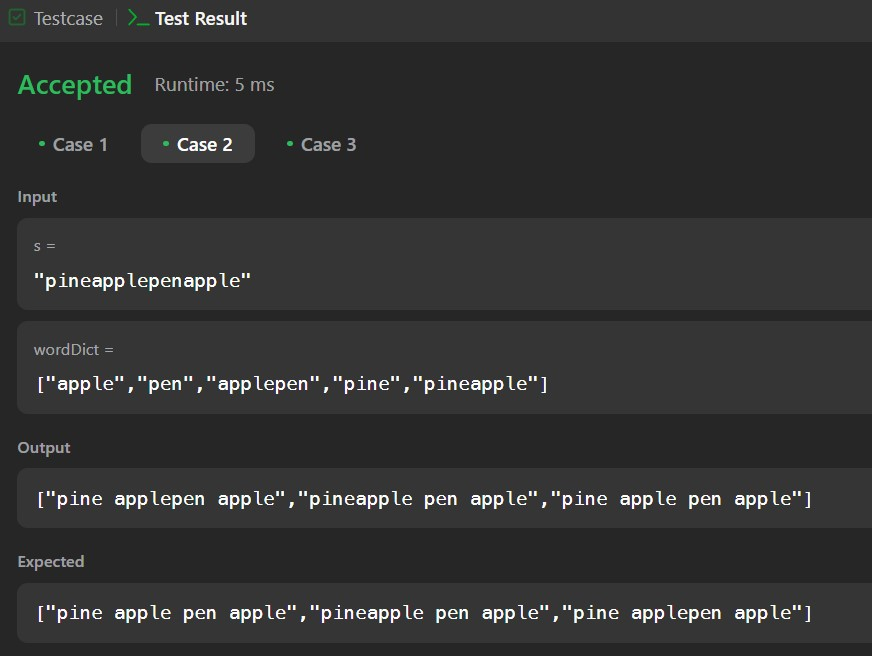 Testcase
Test Result
Accepted Runtime: 5 ms
Case 1 Case 2 Case 3
Input
s =
"pineapplepenapple"
wordDict =
["apple","pen","applepen","pine","pineapple"]
Output
["pine applepen apple","pineapple pen apple","pine apple pen apple"]
Expected
["pine apple pen apple","pineapple pen apple","pine applepen apple"]